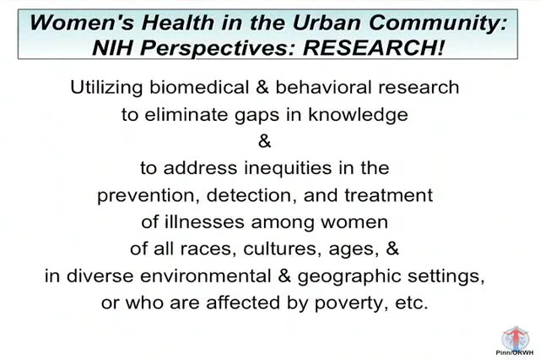 Women's Health in the Urban Community:
NIH Perspectives: RESEARCH!
Utilizing biomedical & behavioral research
to eliminate gaps in knowledge
&
to address inequities in the
prevention, detection, and treatment
of illnesses among women
of all races, cultures, ages, &
in diverse environmental & geographic settings,
or who are affected by poverty, etc.
Pinn/ORWH